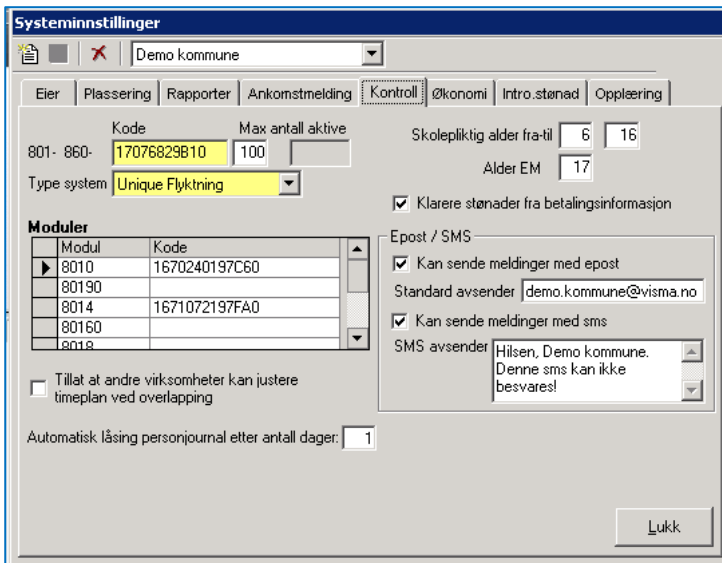 Systeminnstillinger
Demo kommune
Eier Plassering Rapporter Ankomstmelding Kontroll Økonomi Intro.stønad Opplæring
Kode Max antall aktive
801- 860- 17076829B10 100
Type system Unique Flyktning
Moduler
Modul Kode
8010 1670240197C60
80190
8014 1671072197FA0
80160
8018
Tillat at andre virksomheter kan justere
timeplan ved overlapping
Automatisk låsing personjournal etter antall dager: 1
Skolepliktig alder fra-til 6 16
Alder EM 17
Klarere stønader fra betalingsinformasjon
Epost / SMS
Kan sende meldinger med epost
Standard avsender demo.kommune@visma.no
Kan sende meldinger med sms
SMS avsender Hilsen, Demo kommune.
Denne sms kan ikke
besvares!
Lukk